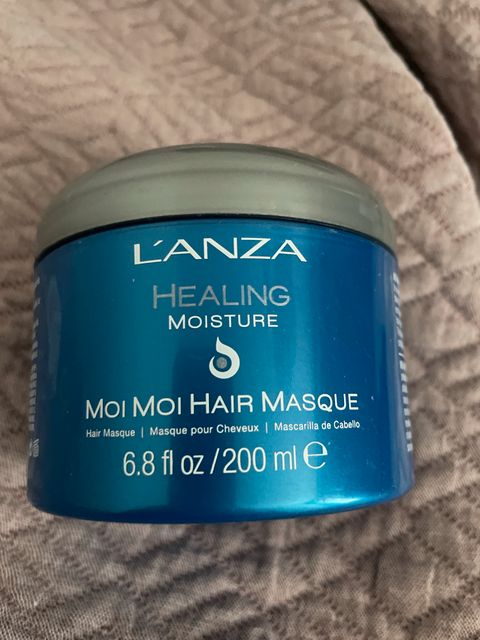 L'ANZA
HEALING
MOISTURE
MOI MOI HAIR MASQUE
Hair Masque | Masque pour Cheveux | Mascarilla de Cabello
6.8 fl oz/200 ml ℮